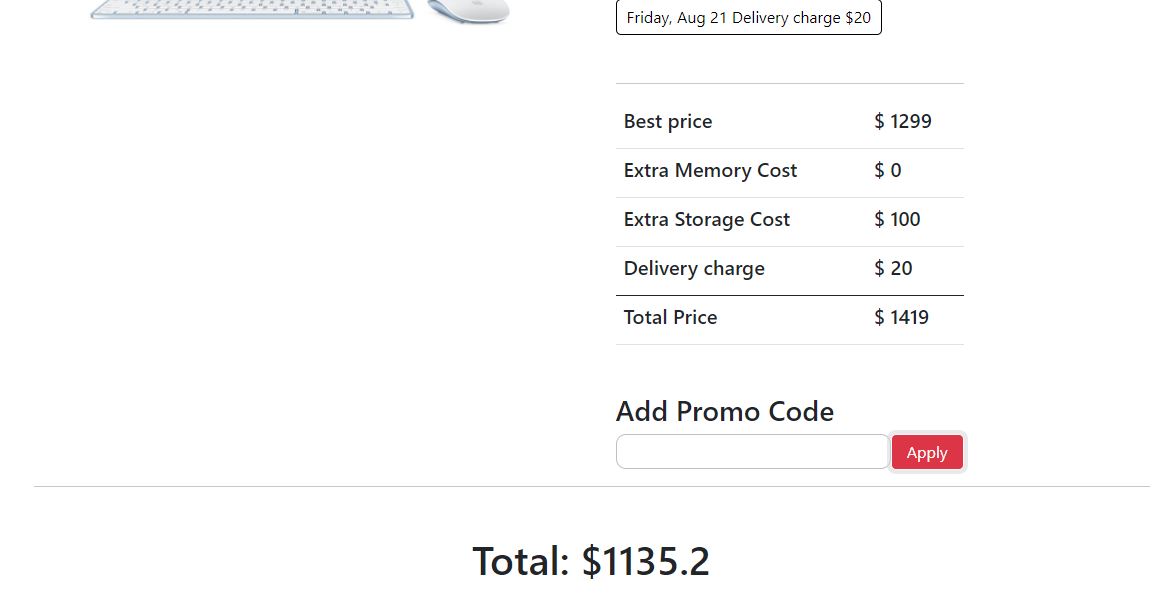 Friday, Aug 21 Delivery charge $20
Best price $ 1299
Extra Memory Cost $ 0
Extra Storage Cost $ 100
Delivery charge $ 20
Total Price $ 1419
Add Promo Code
Apply
Total: $1135.2